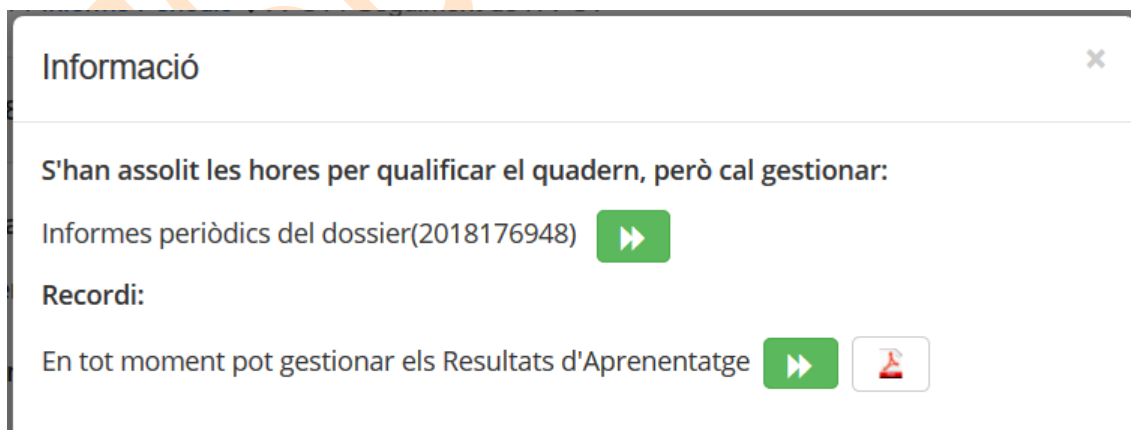 Informació
S'han assolit les hores per qualificar el quadern, però cal gestionar:
Informes periòdics del dossier(2018176948)
Recordi:
En tot moment pot gestionar els Resultats d'Aprenentatge